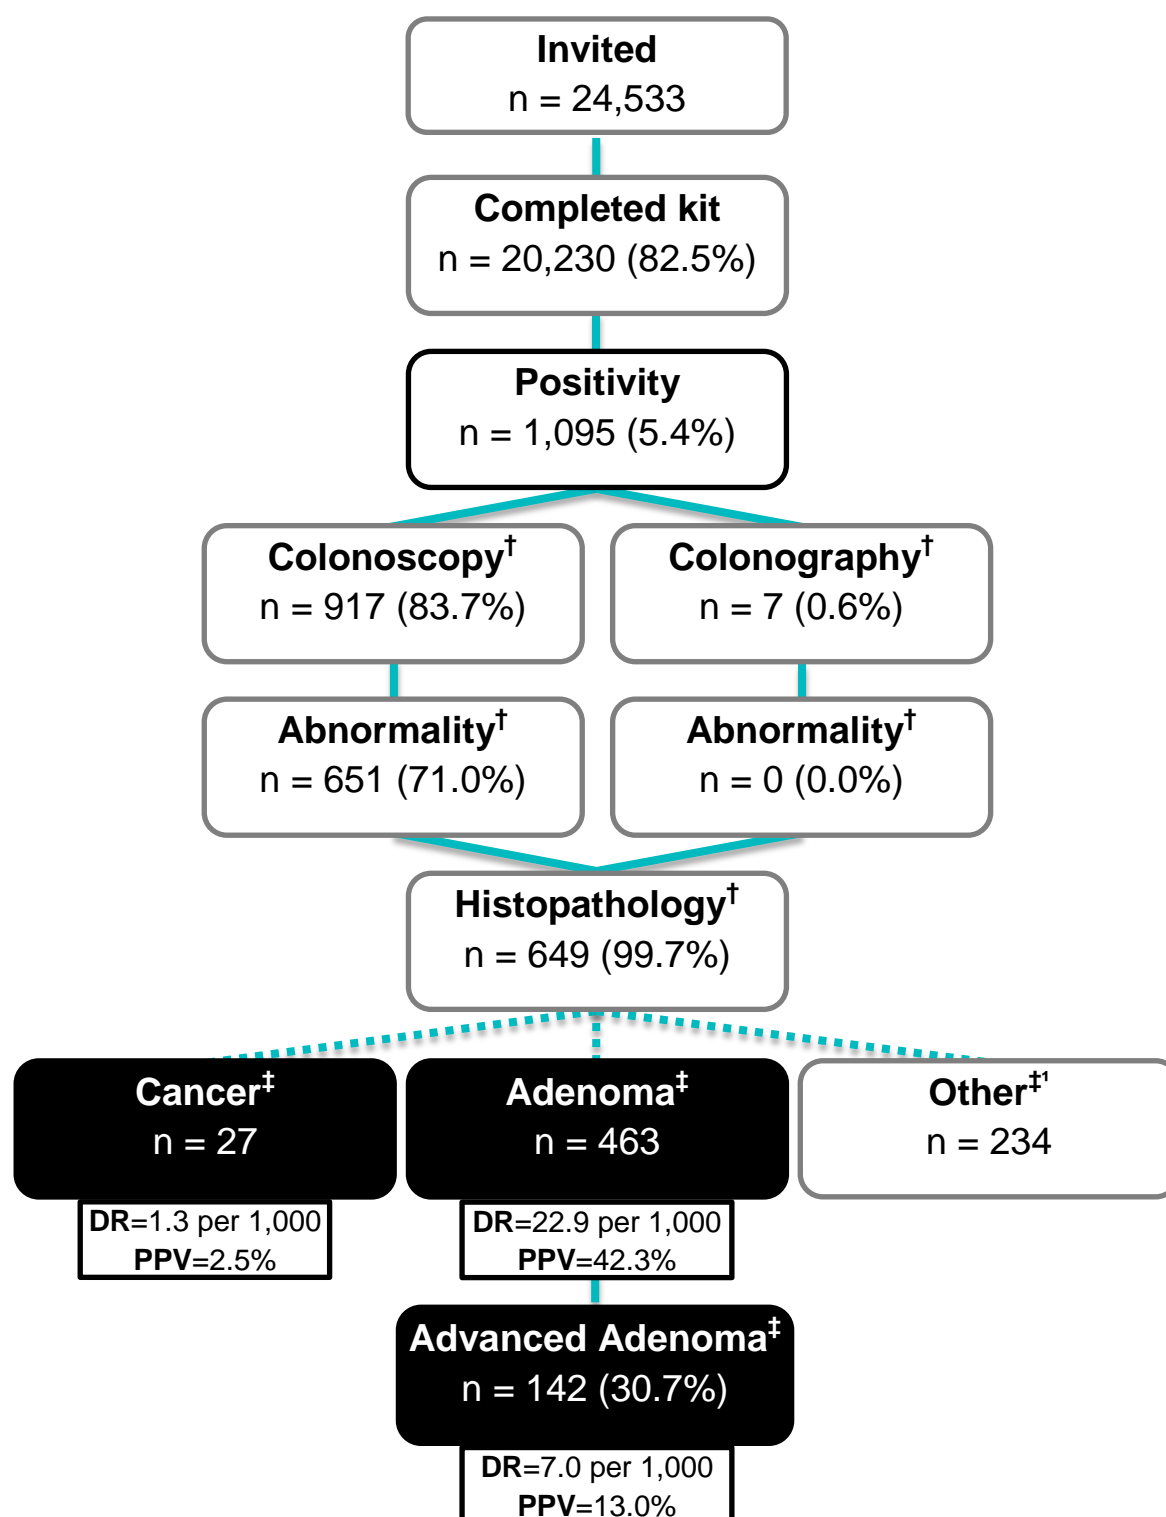 Invited
n = 24,533
Completed kit
n = 20,230 (82.5%)
Positivity
n = 1,095 (5.4%)
Colonoscopy†
n = 917 (83.7%)
Colonography†
n = 7 (0.6%)
Abnormality†
n = 651 (71.0%)
Abnormality†
n = 0 (0.0%)
Histopathology†
n = 649 (99.7%)
Cancer‡
n = 27
DR=1.3 per 1,000
PPV=2.5%
Adenoma‡
n = 463
DR=22.9 per 1,000
PPV=42.3%
Other‡¹
n = 234
Advanced Adenoma‡
n = 142 (30.7%)
DR=7.0 per 1,000
PPV=13.0%